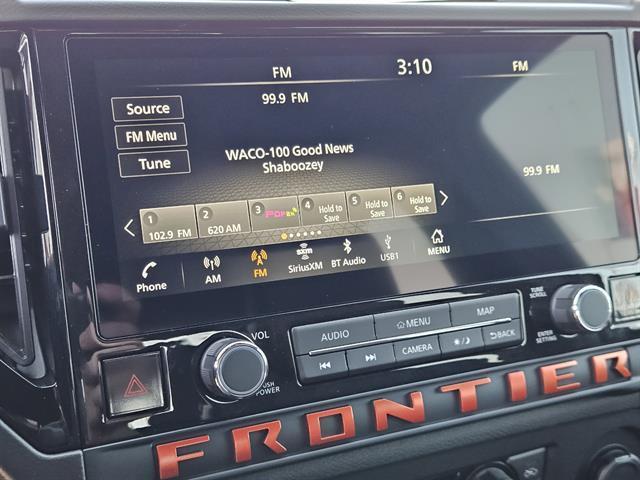 FM
3:10
FM
99.9 FM
Source
FM Menu
Tune
WACO-100 Good News
Shaboozey
99.9 FM
1
102.9 FM
2
620 AM
3
4
Hold to
Save
5
Hold to
Save
6
Hold to
Save
Phone
AM
FM
sxm
SiriusXM
BT Audio
USB1
MENU
VOL
PUSH
POWER
AUDIO
MENU
MAP
CAMERA
BACK
TUNE
SCROLL
ENTER
SETTING
FRONTIER